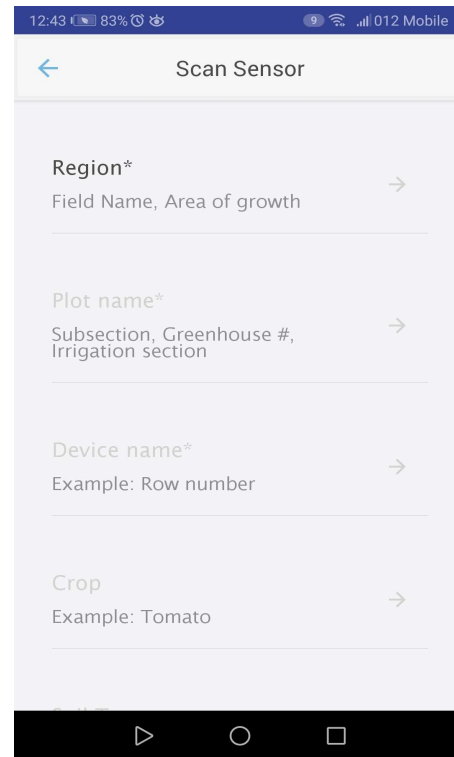 12:43 83% 9 012 Mobile
Scan Sensor
Region*
Field Name, Area of growth
Plot name*
Subsection, Greenhouse #,
Irrigation section
Device name*
Example: Row number
Crop
Example: Tomato